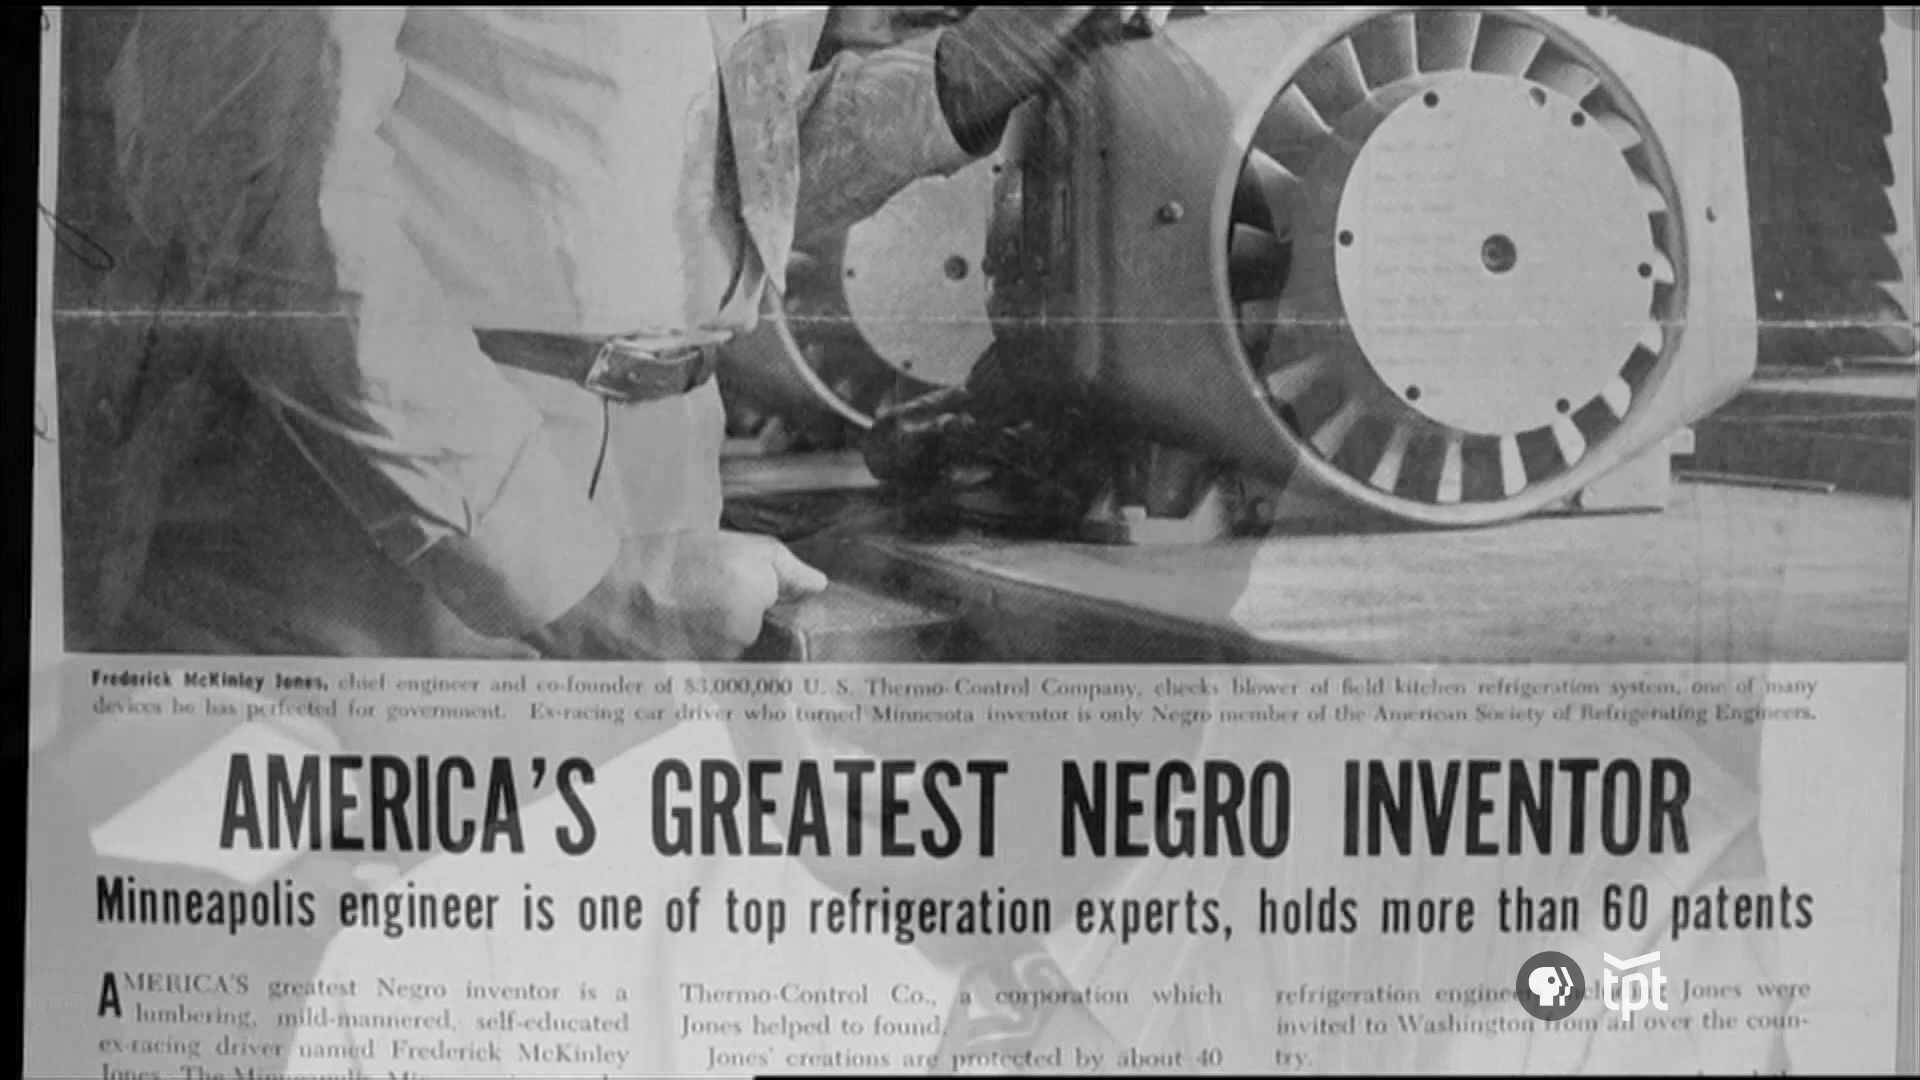 Frederick McKinley Jones, chief engineer and co-founder of $3,000,000 U. S. Thermo-Control Company, checks blower of field kitchen refrigeration system, one of many
devices he has perfected for government. Ex-racing car driver who turned Minnesota inventor is only Negro member of the American Society of Refrigerating Engineers.
AMERICA'S GREATEST NEGRO INVENTOR
Minneapolis engineer is one of top refrigeration experts, holds more than 60 patents
AMERICA'S greatest Negro inventor is a
lumbering, mild-mannered, self-educated
ex-racing driver named Frederick McKinley
Jones. The
Thermo-Control Co., a corporation which
Jones helped to found.
Jones' creations are protected by about 40
refrigeration Jones were
invited to Washington from all over the coun-
try.
PBS
tpt